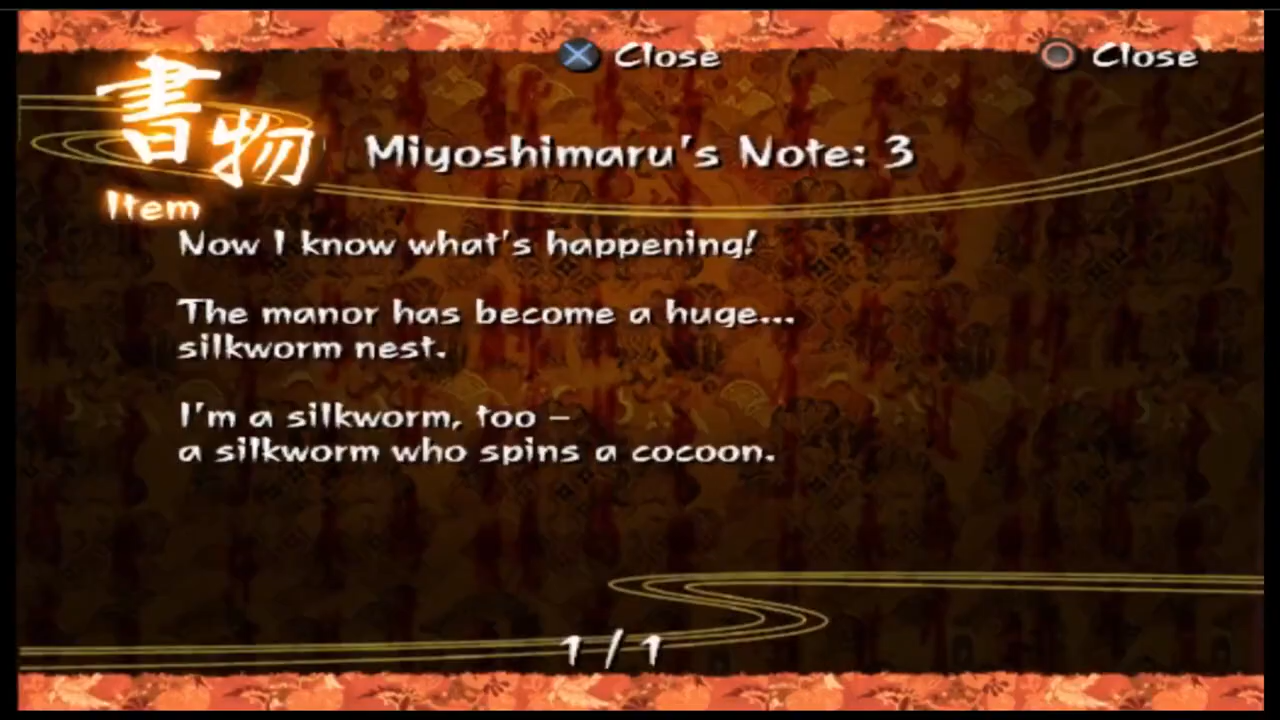 Close
Close
書物
Item
Miyoshimaru's Note: 3
Now I know what's happening!
The manor has become a huge...
silkworm nest.
I'm a silkworm, too –
a silkworm who spins a cocoon.
1 / 1